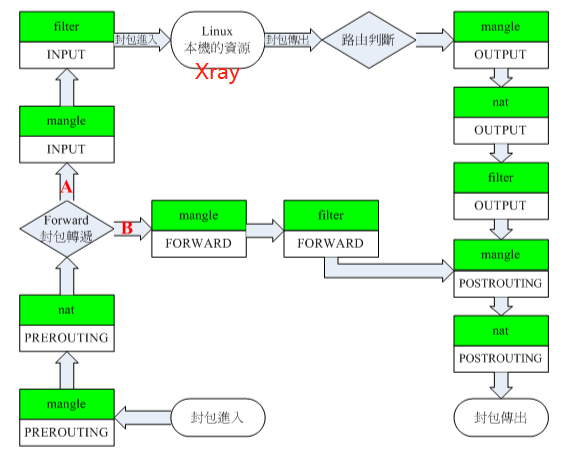 filter
INPUT
封包進入
Linux
本機的資源
Xray
封包傳出
路由判斷
mangle
OUTPUT
mangle
INPUT
nat
OUTPUT
A
filter
OUTPUT
Forward
封包轉遞
B
mangle
FORWARD
filter
FORWARD
mangle
POSTROUTING
nat
PREROUTING
nat
POSTROUTING
mangle
PREROUTING
封包進入
封包傳出